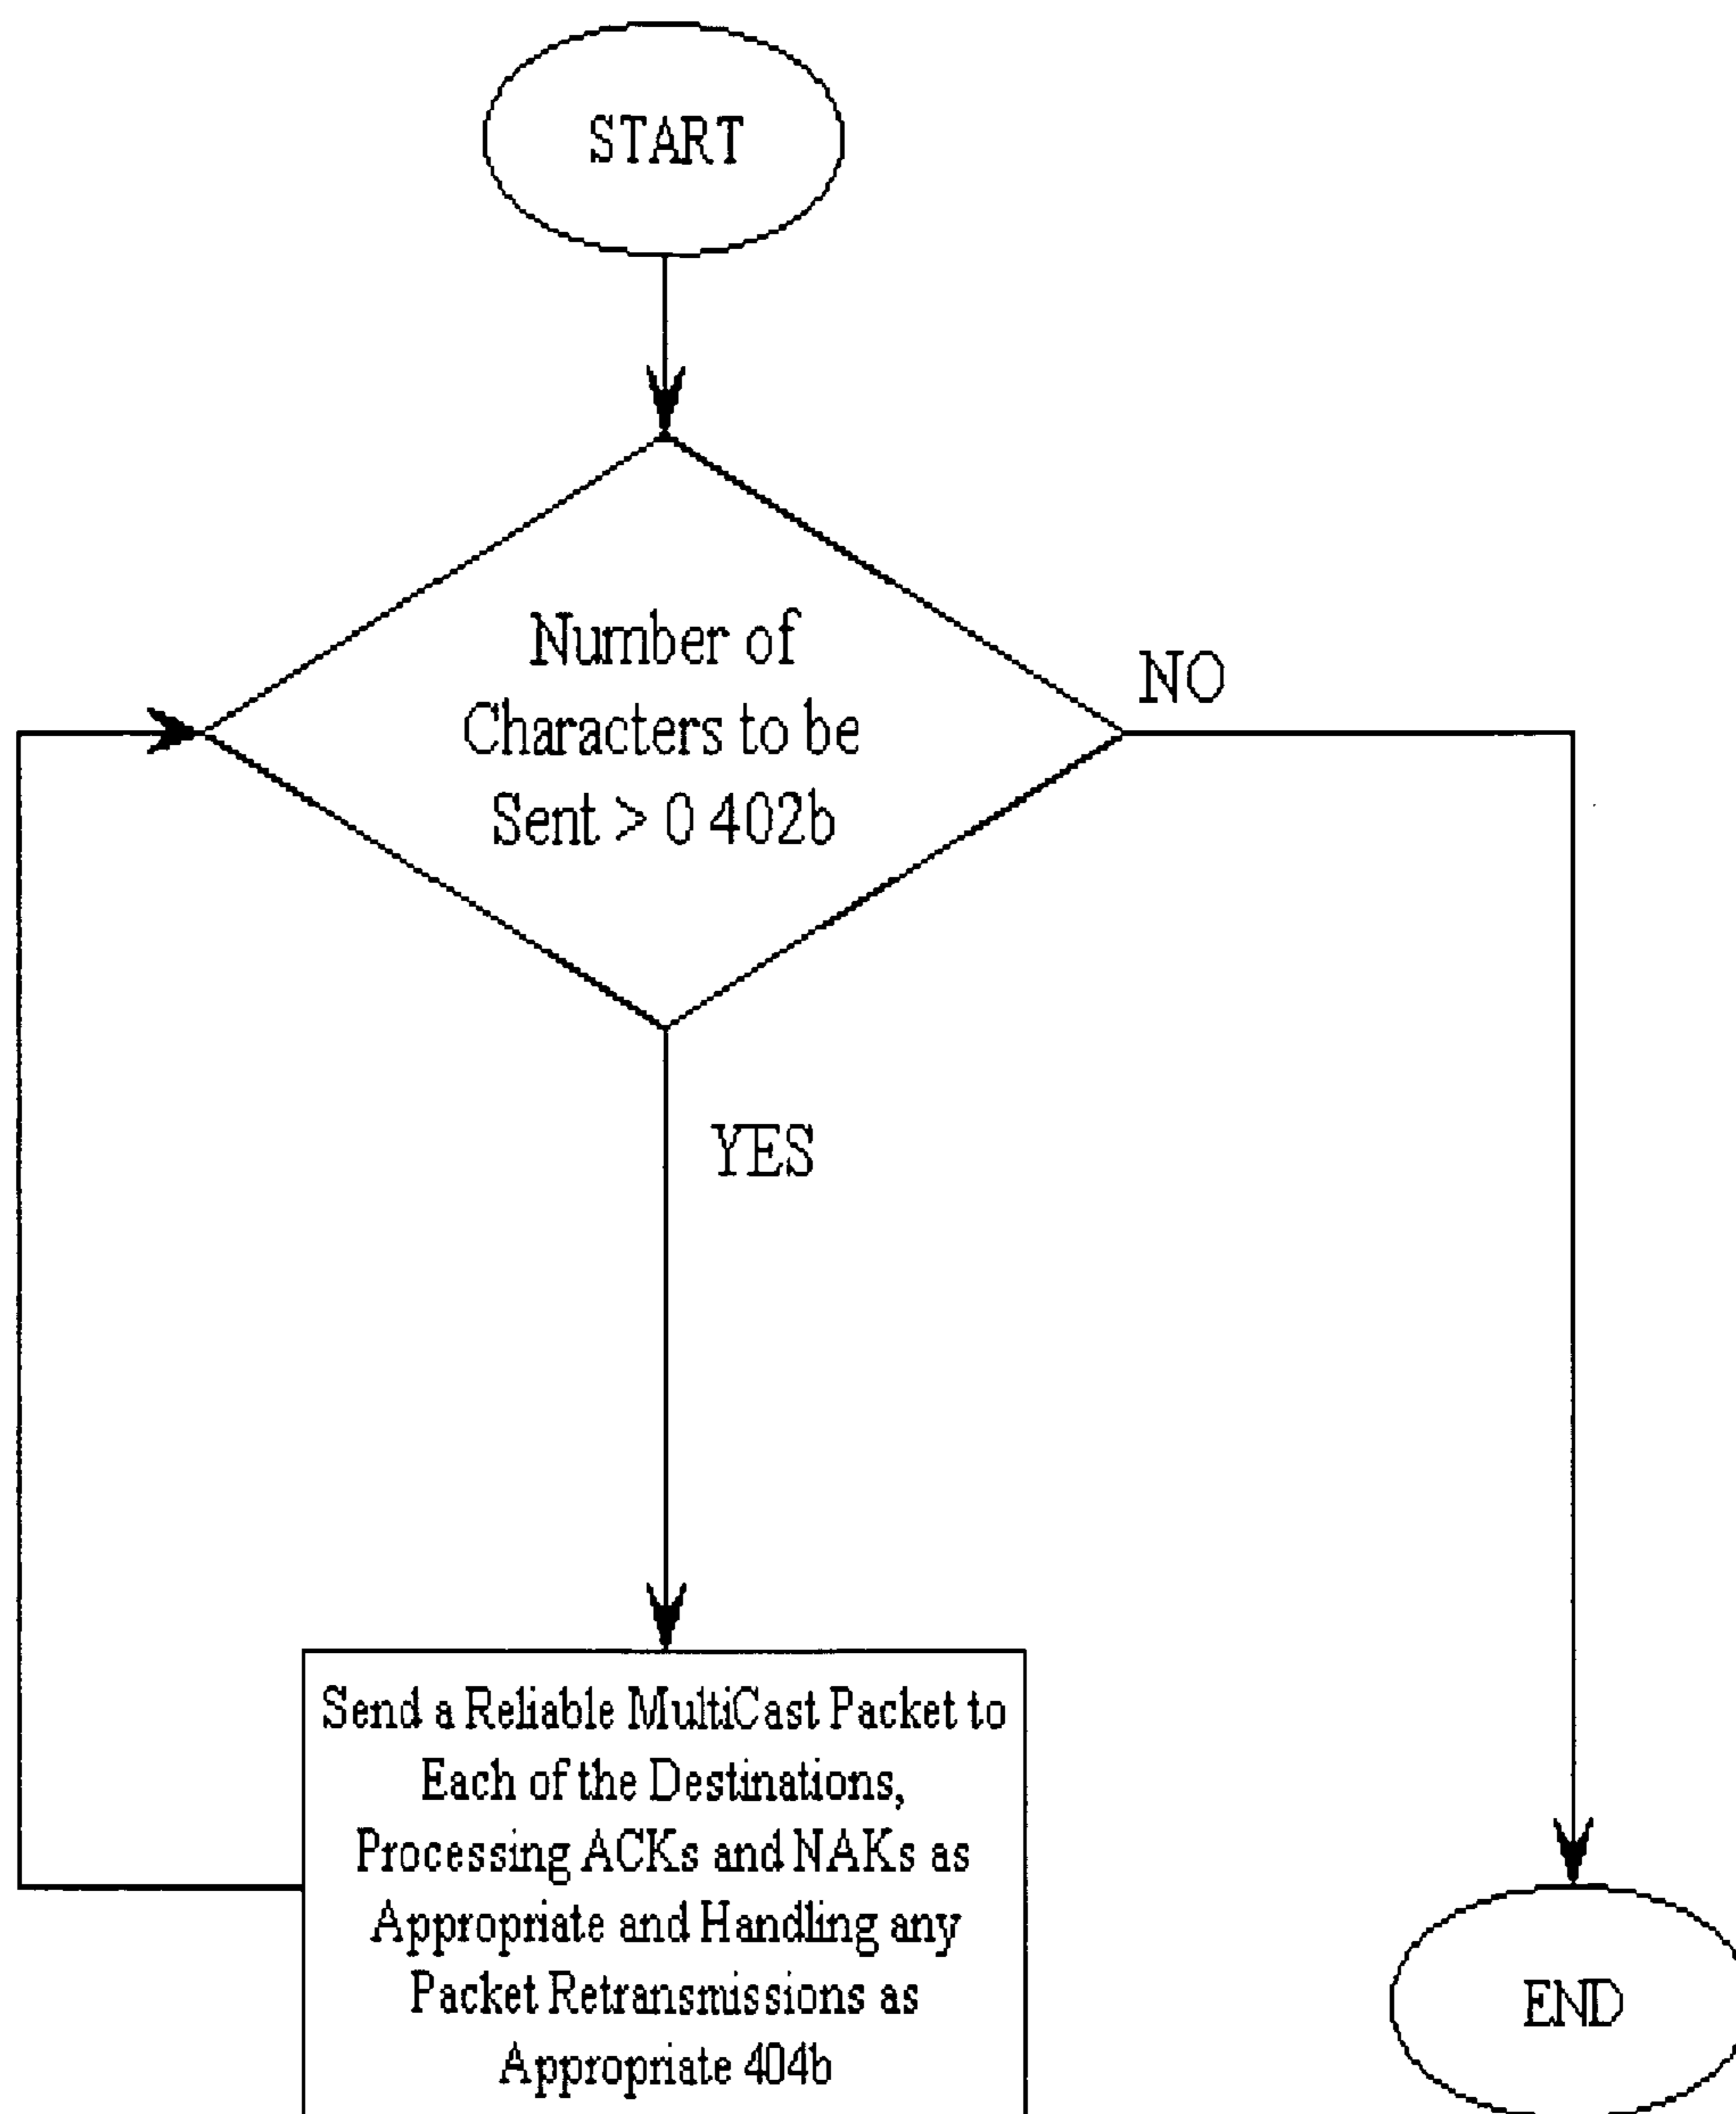 START
Number of
Characters to be
Sent > 0 402b
NO
YES
Send a Reliable MultiCast Packet to
Each of the Destinations,
Processing ACKs and NAKs as
Appropriate and Handling any
Packet Retransmissions as
Appropriate 404b
END